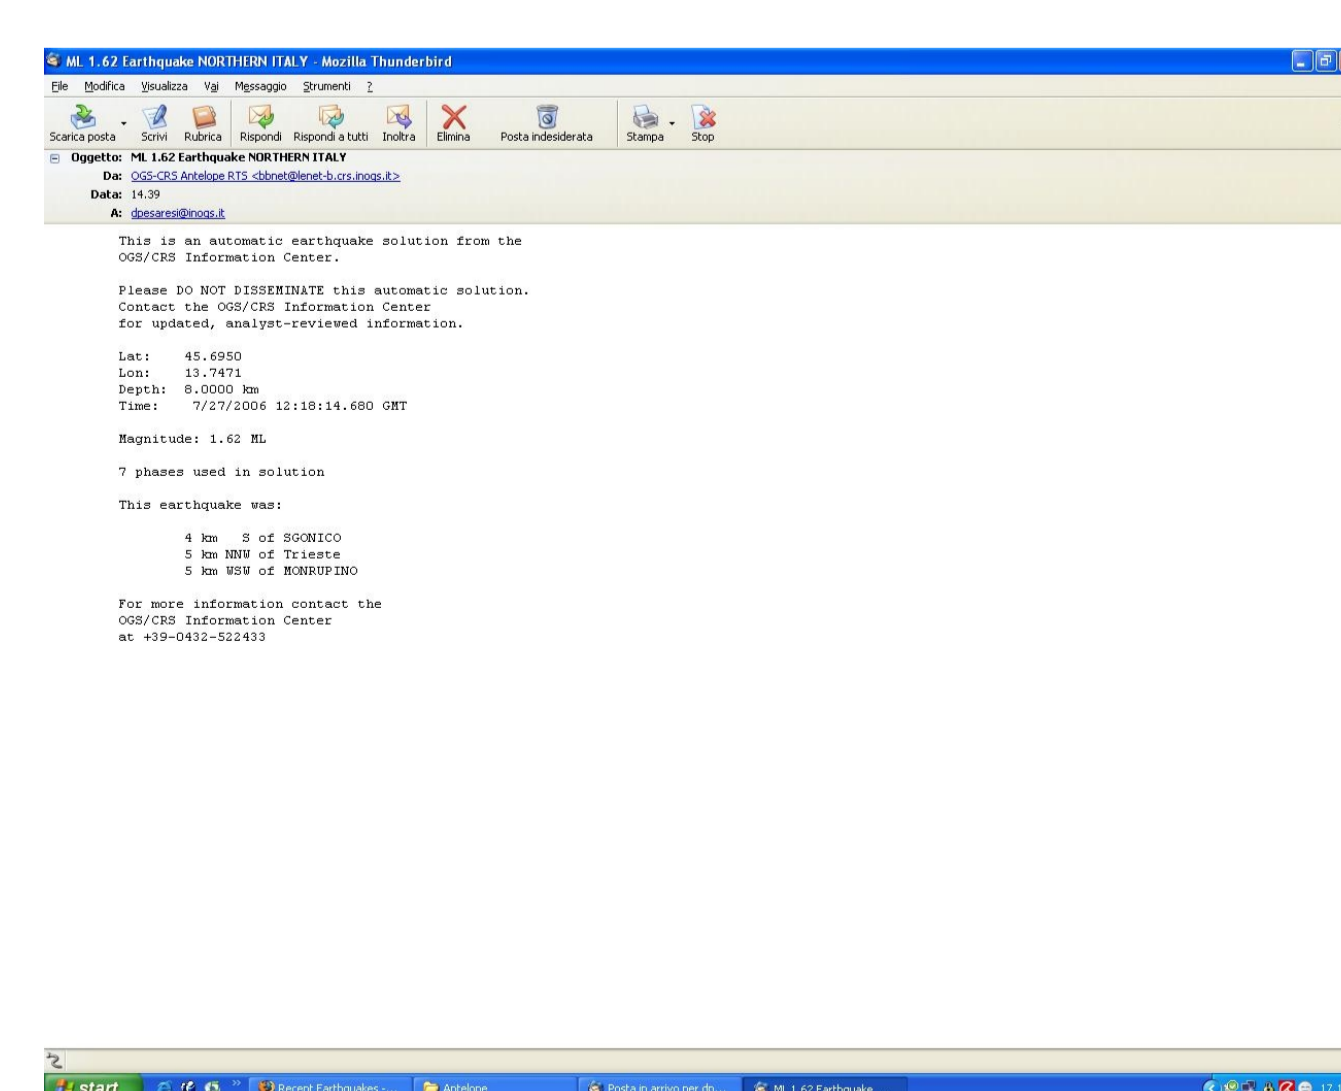 ML 1.62 Earthquake NORTHERN ITALY - Mozilla Thunderbird
File Modifica Visualizza Vai Messaggio Strumenti ?
Scarica posta Scrivi Rubrica Rispondi Rispondi a tutti Inoltra Elimina Posta indesiderata Stampa Stop
Oggetto: ML 1.62 Earthquake NORTHERN ITALY
Da: OGS-CRS Antelope RTS <bbnet@lenet-b.crs.inogs.it>
Data: 14.39
A: dpesaresi@inogs.it
This is an automatic earthquake solution from the
OGS/CRS Information Center.
Please DO NOT DISSEMINATE this automatic solution.
Contact the OGS/CRS Information Center
for updated, analyst-reviewed information.
Lat: 45.6950
Lon: 13.7471
Depth: 8.0000 km
Time: 7/27/2006 12:18:14.680 GMT
Magnitude: 1.62 ML
7 phases used in solution
This earthquake was:
4 km S of SGONICO
5 km NNW of Trieste
5 km WSW of MONRUPINO
For more information contact the
OGS/CRS Information Center
at +39-0432-522433
start Recent Earthquakes -... Antelope Posta in arrivo per dp... ML 1.62 Earthquake